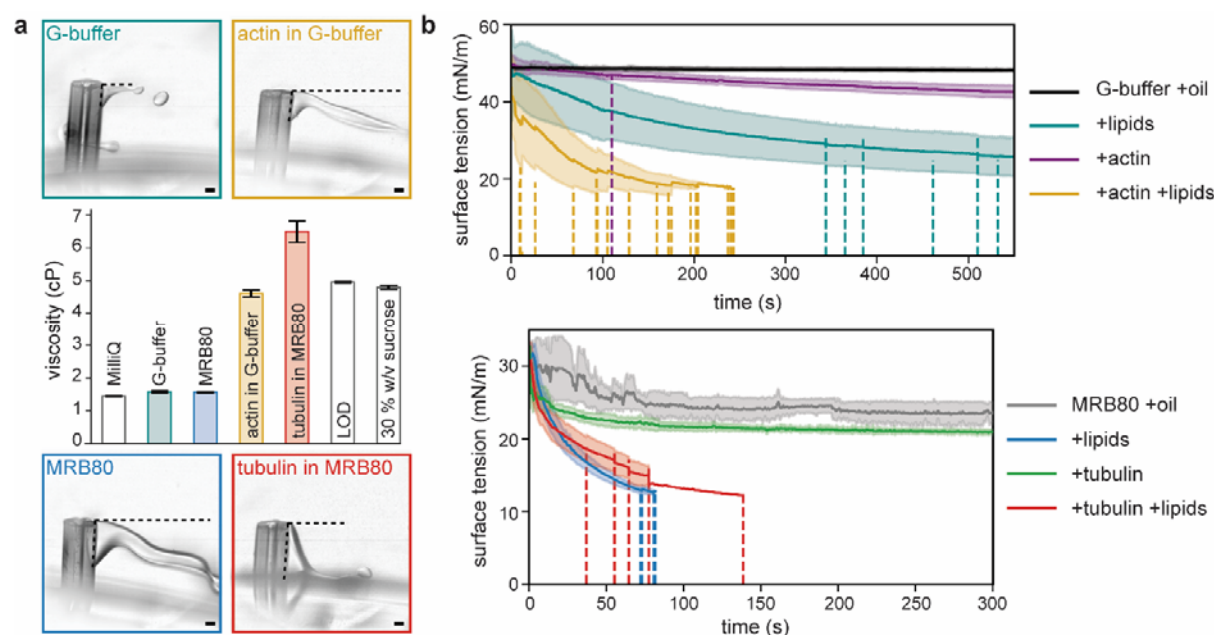 a
G-buffer
actin in G-buffer
viscosity (cP)
7
6
5
4
3
2
1
0
MilliQ
G-buffer
MRB80
actin in G-buffer
tubulin in MRB80
LOD
30 % w/v sucrose
MRB80
tubulin in MRB80
b
surface tension (mN/m)
60
40
20
0
0 100 200 300 400 500
time (s)
G-buffer +oil
+lipids
+actin
+actin +lipids
surface tension (mN/m)
30
20
10
0
0 50 100 150 200 250 300
time (s)
MRB80 +oil
+lipids
+tubulin
+tubulin +lipids